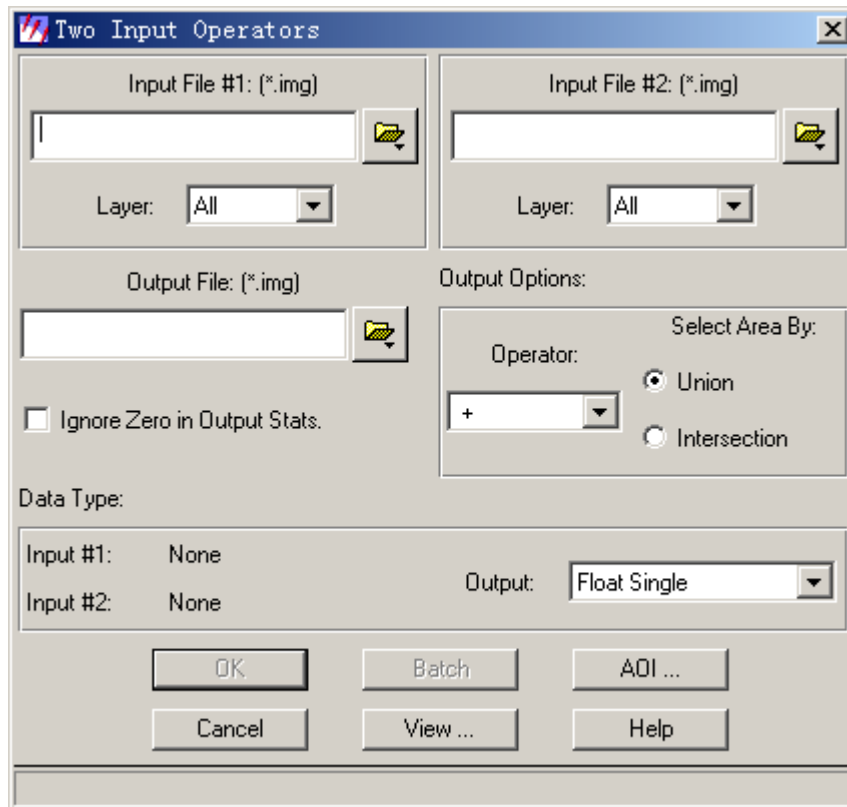 Two Input Operators
Input File #1: (*.img)
Input File #2: (*.img)
Layer: All
Layer: All
Output File: (*.img)
Output Options:
Select Area By:
Operator:
Union
+
Ignore Zero in Output Stats.
Intersection
Data Type:
Input #1: None
Output: Float Single
Input #2: None
OK Batch AOI ...
Cancel View ... Help